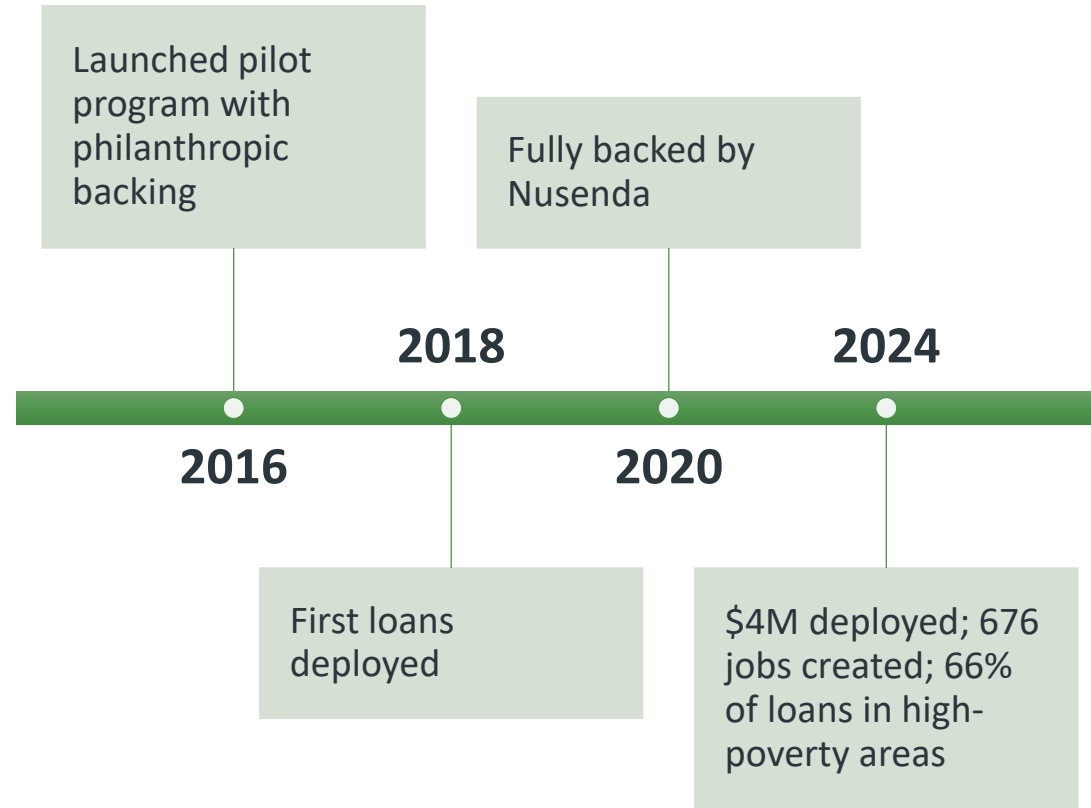 Launched pilot
program with
philanthropic
backing
Fully backed by
Nusenda
2018
2024
2016
2020
First loans
deployed
$4M deployed; 676
jobs created; 66%
of loans in high-
poverty areas